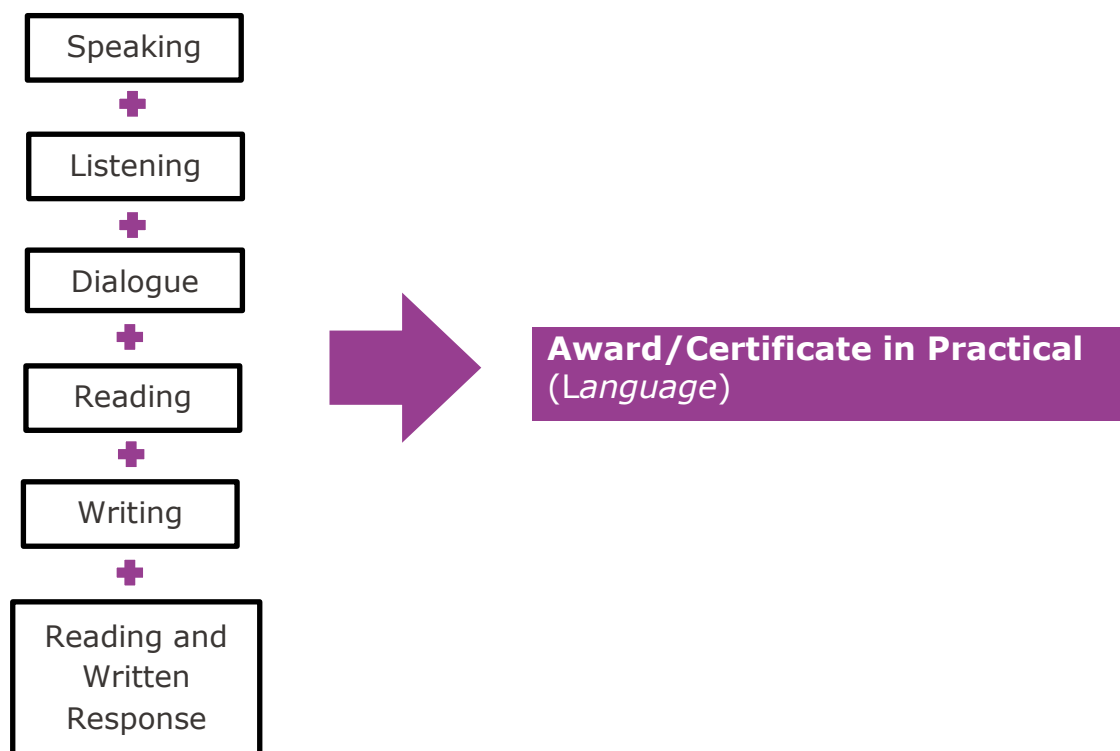 Speaking
Listening
Dialogue
Reading
Writing
Reading and
Written
Response
Award/Certificate in Practical
(Language)